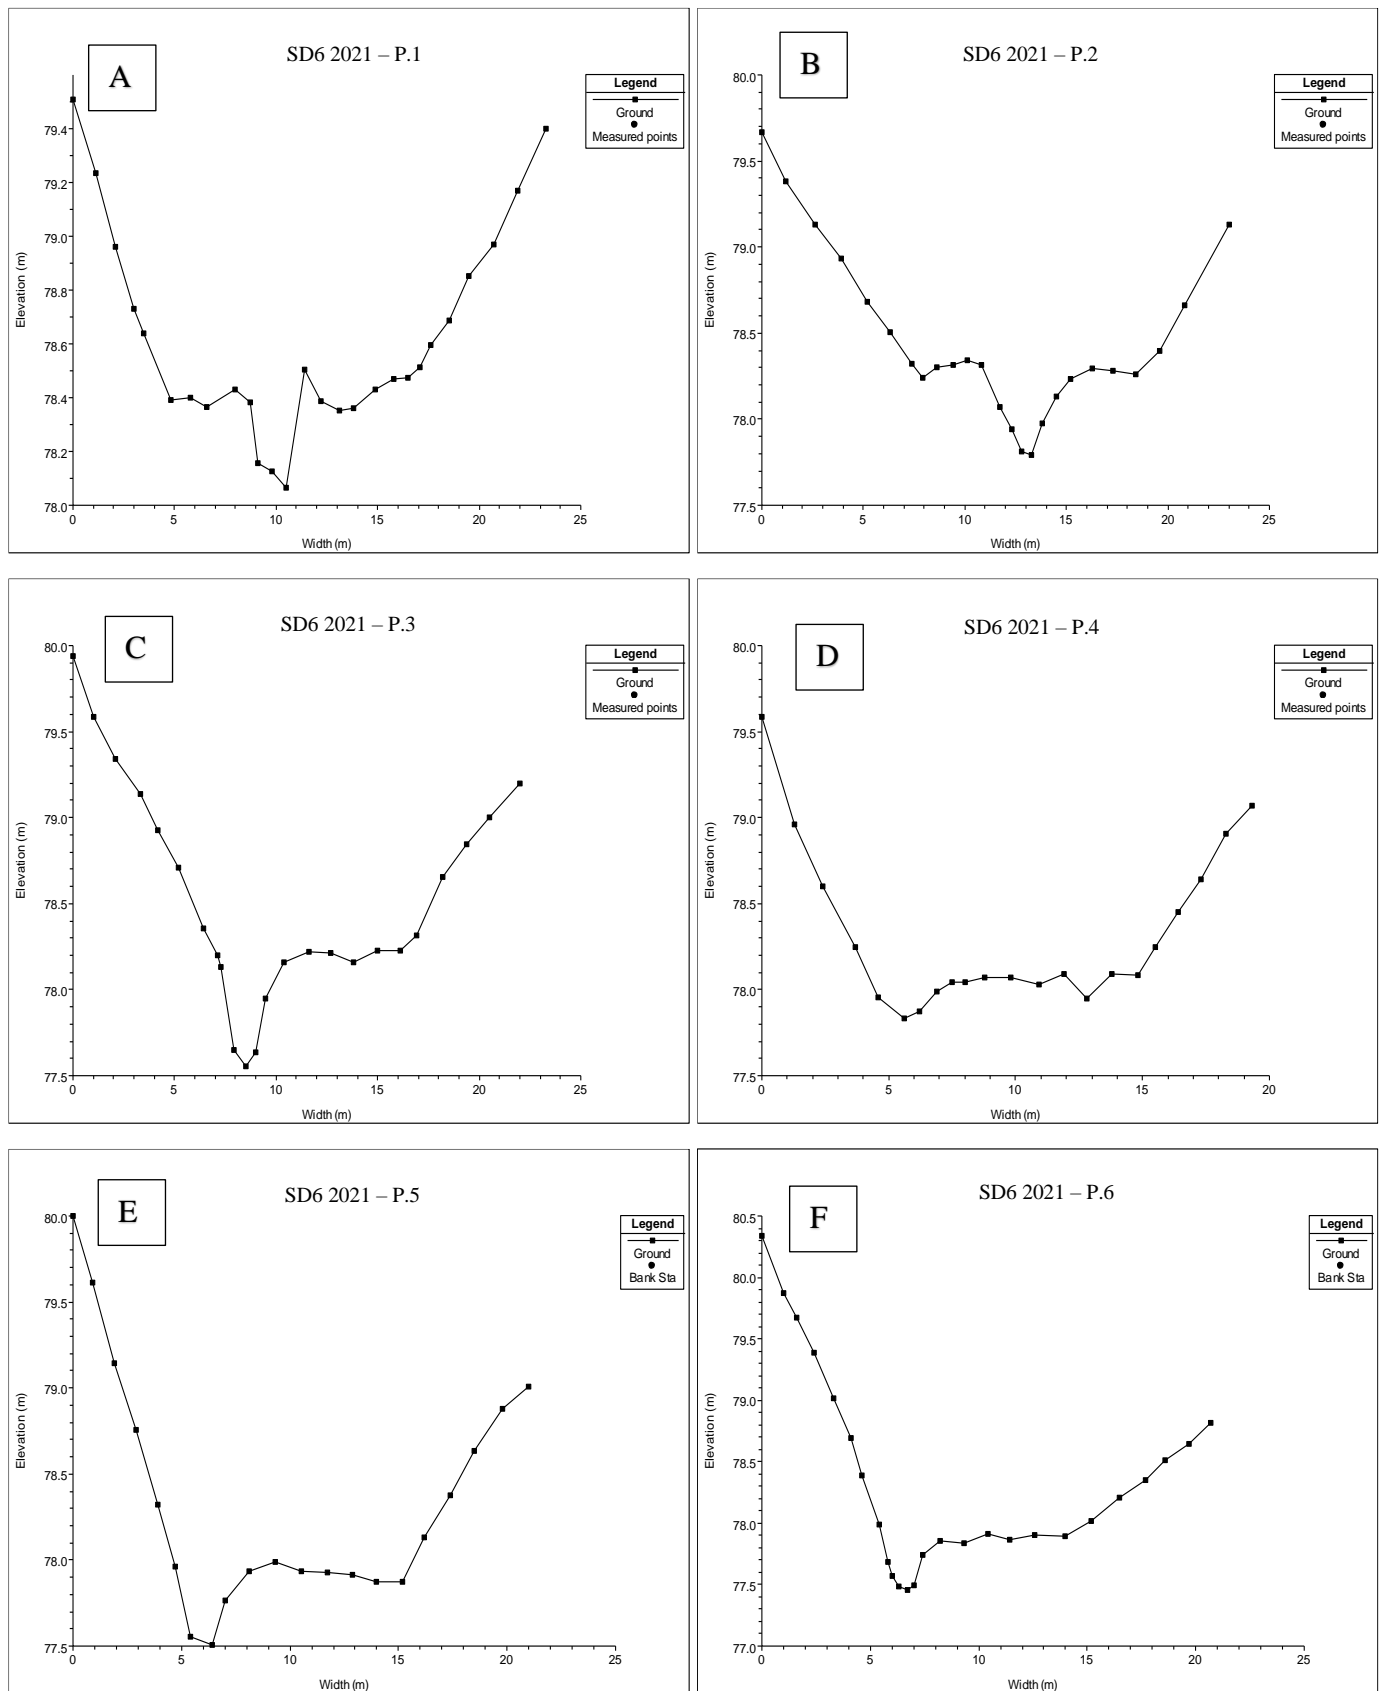 A
SD6 2021 – P.1
Legend
Ground
Measured points
79.4
79.2
79.0
78.8
78.6
78.4
78.2
78.0
Elevation (m)
0 5 10 15 20 25
Width (m)
B
SD6 2021 – P.2
Legend
Ground
Measured points
80.0
79.5
79.0
78.5
78.0
77.5
Elevation (m)
0 5 10 15 20 25
Width (m)
C
SD6 2021 – P.3
Legend
Ground
Measured points
80.0
79.5
79.0
78.5
78.0
77.5
Elevation (m)
0 5 10 15 20 25
Width (m)
D
SD6 2021 – P.4
Legend
Ground
Measured points
80.0
79.5
79.0
78.5
78.0
77.5
Elevation (m)
0 5 10 15 20
Width (m)
E
SD6 2021 – P.5
Legend
Ground
Bank Sta
80.0
79.5
79.0
78.5
78.0
77.5
Elevation (m)
0 5 10 15 20 25
Width (m)
F
SD6 2021 – P.6
Legend
Ground
Bank Sta
80.5
80.0
79.5
79.0
78.5
78.0
77.5
77.0
Elevation (m)
0 5 10 15 20 25
Width (m)